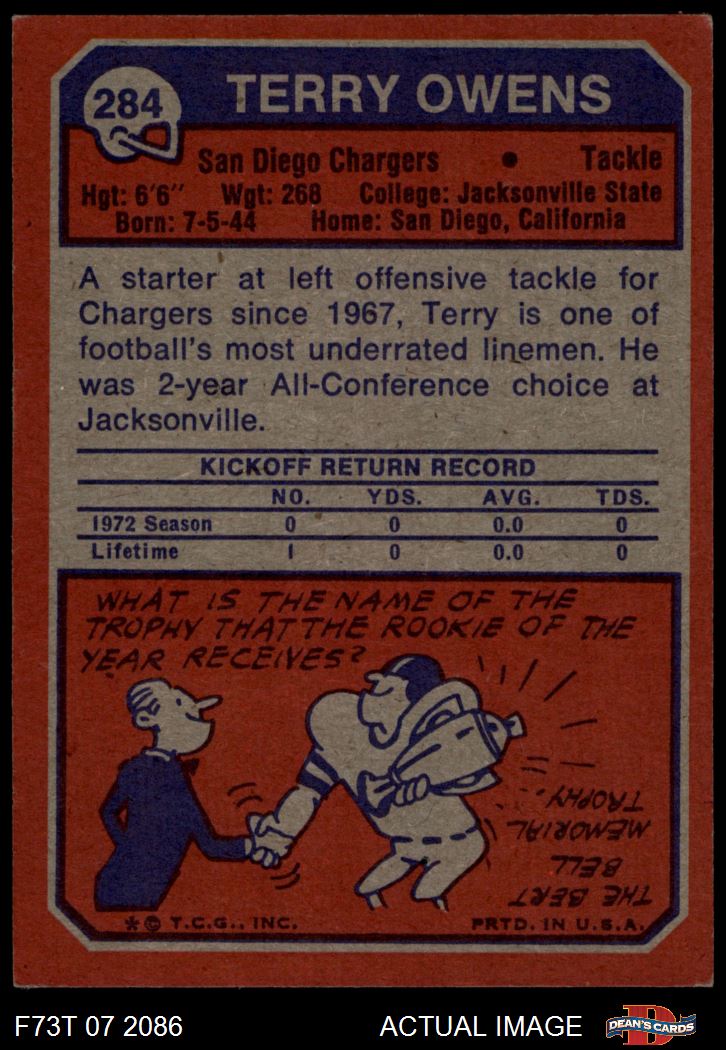 284
TERRY OWENS
San Diego Chargers • Tackle
Hgt: 6'6" Wgt: 268 College: Jacksonville State
Born: 7-5-44 Home: San Diego, California
A starter at left offensive tackle for
Chargers since 1967, Terry is one of
football's most underrated linemen. He
was 2-year All-Conference choice at
Jacksonville.
KICKOFF RETURN RECORD
NO. YDS. AVG. TDS.
1972 Season 0 0 0.0 0
Lifetime 1 0 0.0 0
WHAT IS THE NAME OF THE
TROPHY THAT THE ROOKIE OF THE
YEAR RECEIVES?
THE BERT
BELL
MEMORIAL
TROPHY.
* © T.C.G., INC. PRTD. IN U.S.A.
F73T 07 2086 ACTUAL IMAGE
D
DEAN'S CARDS